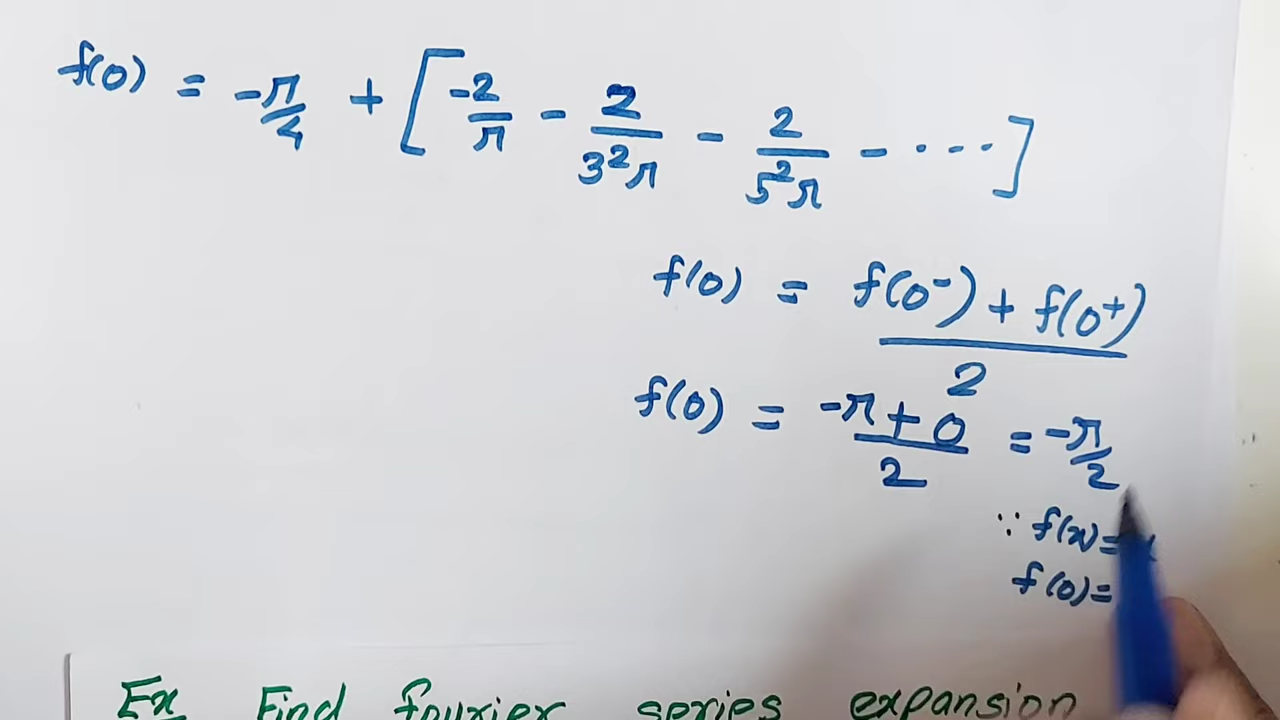 f(0) = -π/4 + [-2/π - 2/3²π - 2/5²π - ....]
f(0) = f(0⁻) + f(0⁺) / 2
f(0) = -π + 0 / 2 = -π/2
∵ f(x)=
f(0)=
Ex Find fourier series expansion